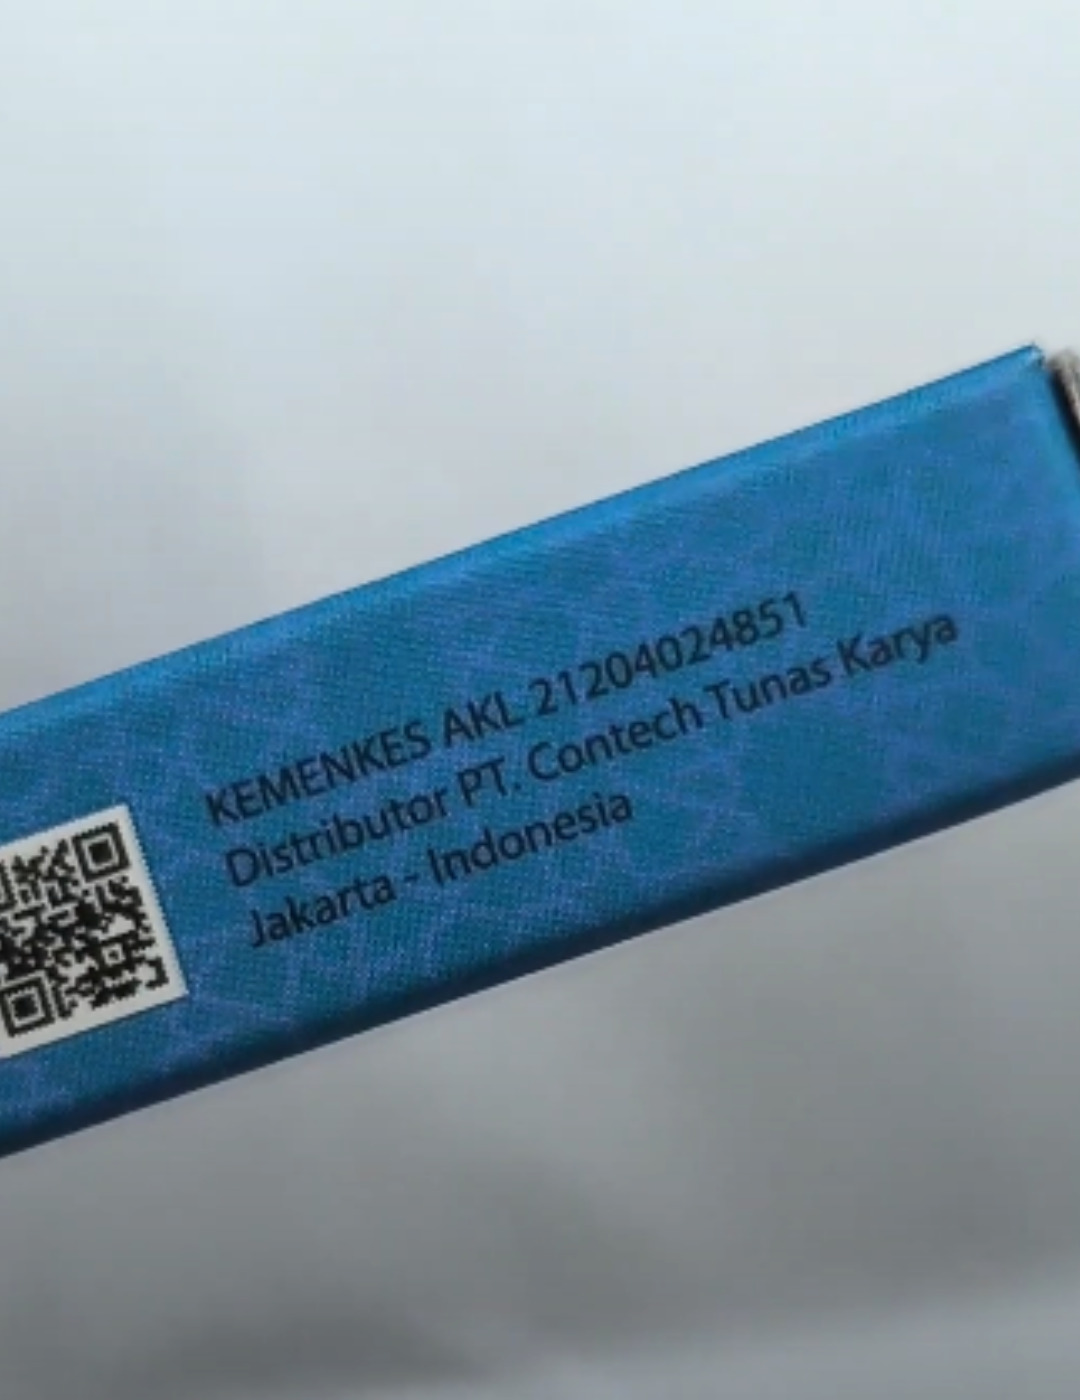 KEMENKES AKL 21204024851
Distributor PT. Contech Tunas Karya
Jakarta - Indonesia